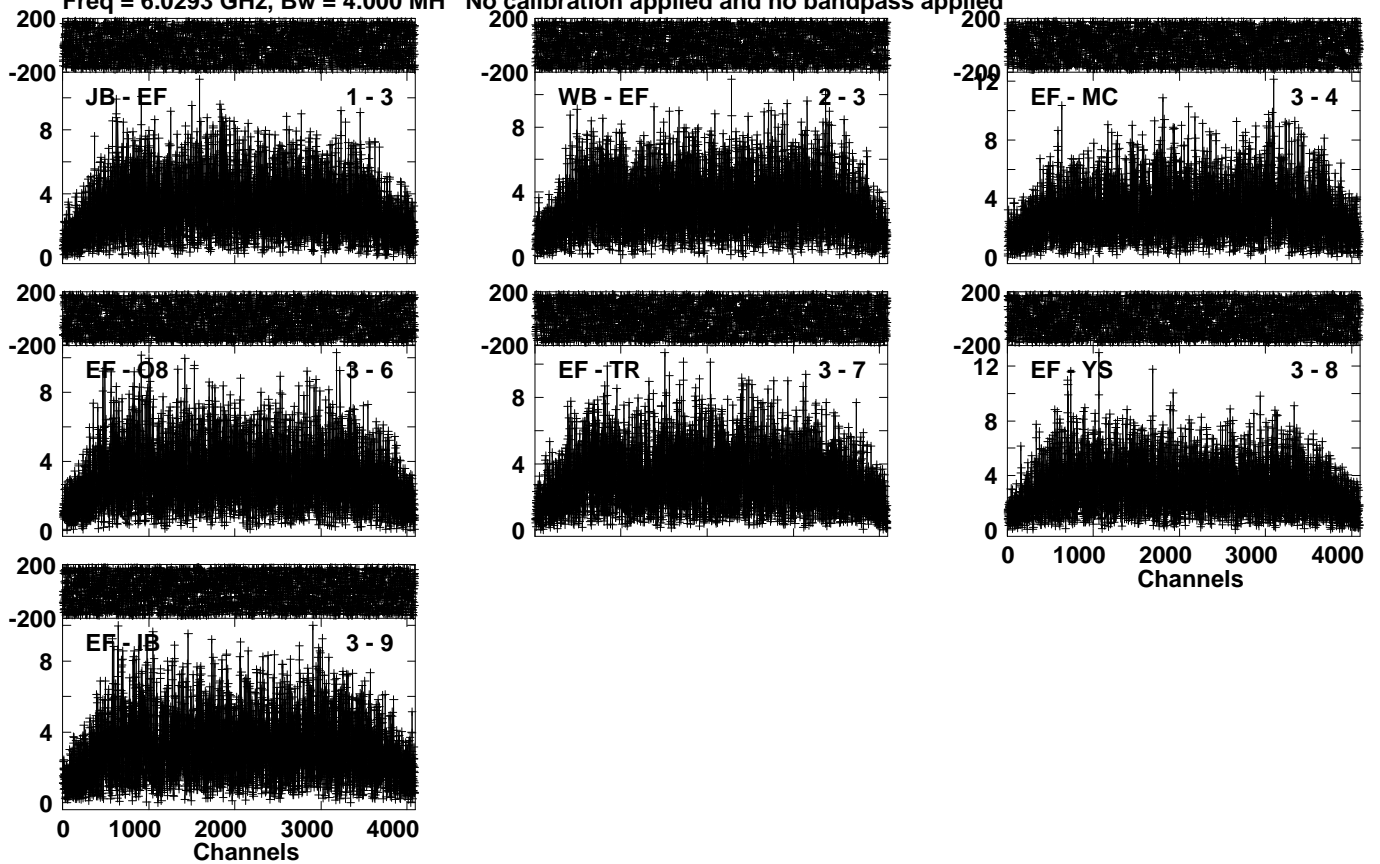 Freq = 6.0293 GHz, Bw = 4.000 MH No calibration applied and no bandpass applied
200 200 200
-200 -200
JB - EF 1 - 3 WB - EF 2 - 3 12 EF - MC 3 - 4
8 8 8
4 4 4
0 0 0
200 200 200
-200 -200 -200
EF - O8 3 - 6 EF - TR 3 - 7 12 EF - YS 3 - 8
8 8 8
4 4 4
0 0 0
0 1000 2000 3000 4000
Channels
200
-200
EF - IB 3 - 9
8
4
0
0 1000 2000 3000 4000
Channels